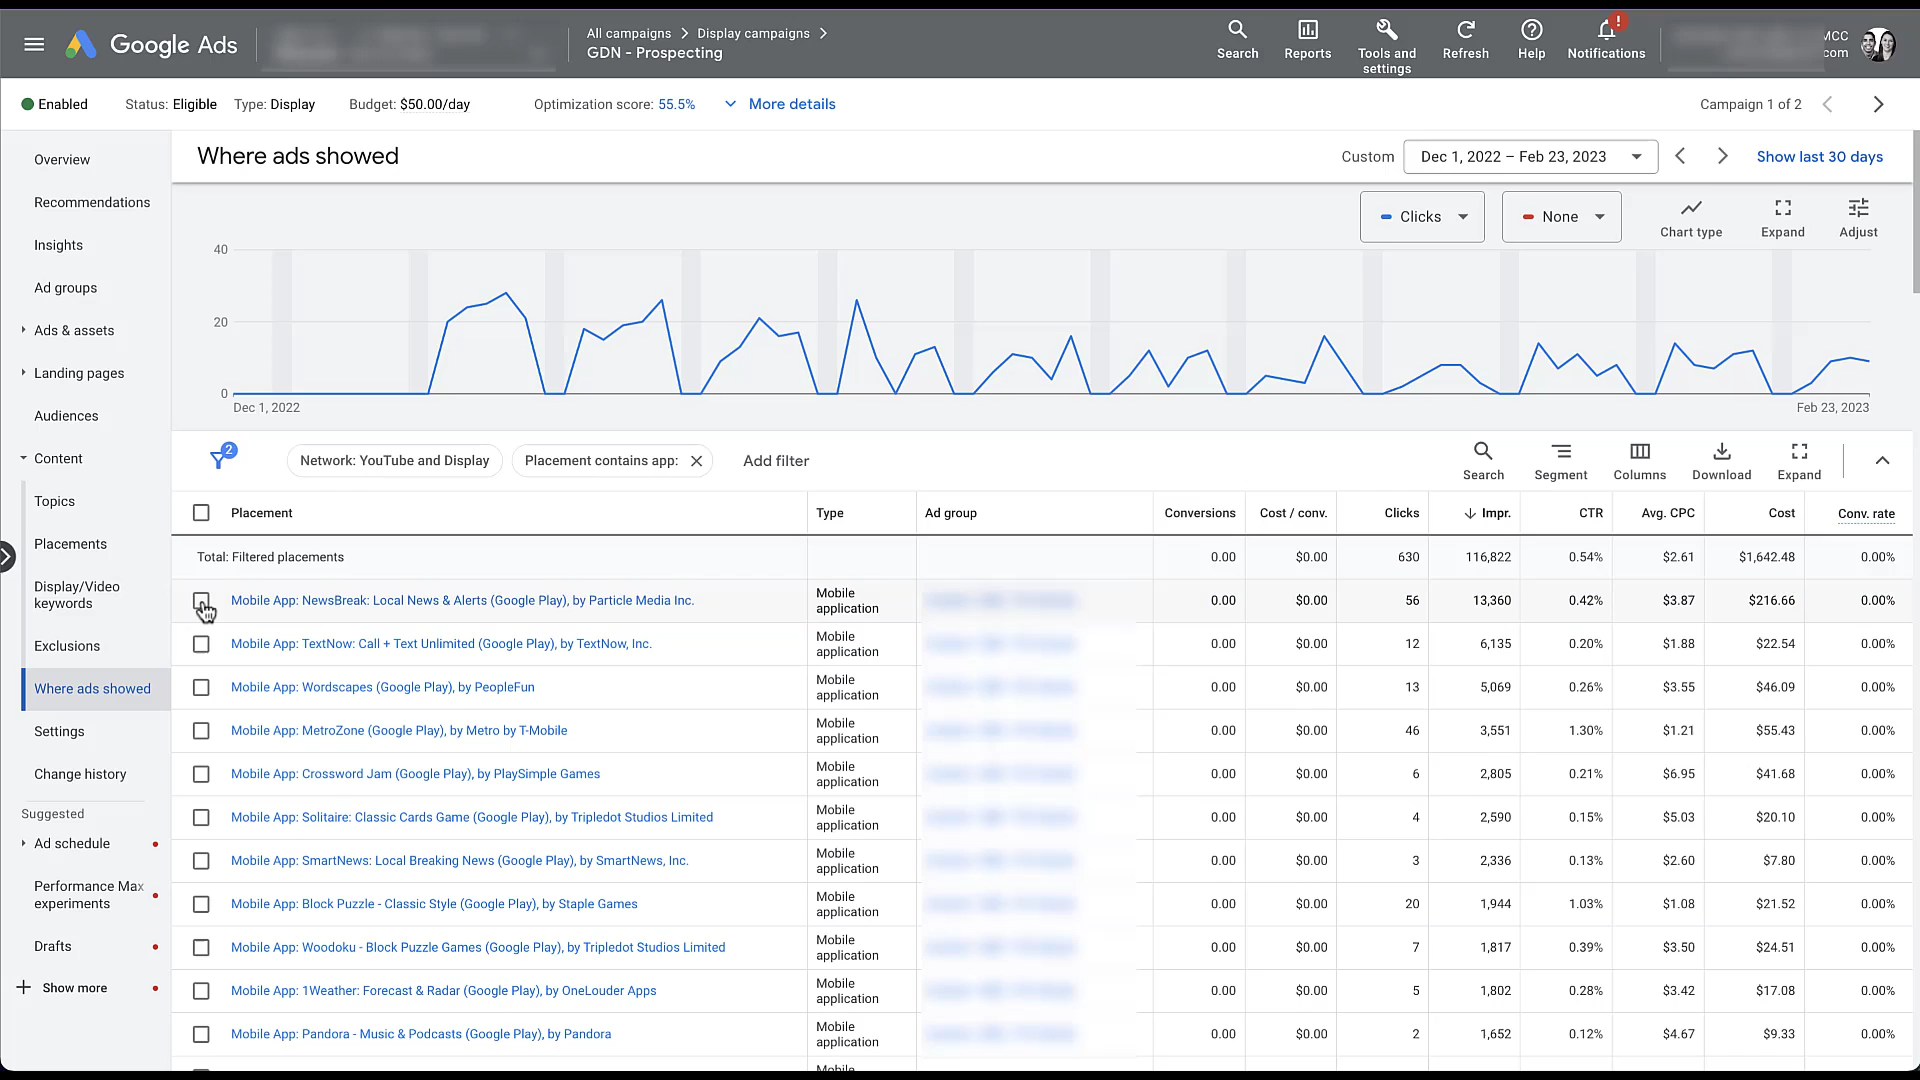 Google Ads
All campaigns
Display campaigns
GDN - Prospecting
Search
Reports
Tools and settings
Refresh
Help
!
Notifications
MCC
com
Enabled
Status: Eligible
Type: Display
Budget: $50.00/day
Optimization score: 55.5%
More details
Campaign 1 of 2
Overview
Recommendations
Insights
Ad groups
Ads & assets
Landing pages
Audiences
Content
Topics
Placements
Display/Video
keywords
Exclusions
Where ads showed
Settings
Change history
Suggested
Ad schedule
Performance Max
experiments
Drafts
Show more
Where ads showed
Custom
Dec 1, 2022 – Feb 23, 2023
Show last 30 days
Clicks
None
Chart type
Expand
Adjust
40
20
0
Dec 1, 2022
Feb 23, 2023
2
Network: YouTube and Display
Placement contains app:
Add filter
Search
Segment
Columns
Download
Expand
Placement Type Ad group Conversions Cost / conv. Clicks Impr. CTR Avg. CPC Cost Conv. rate
Total: Filtered placements 0.00 $0.00 630 116,822 0.54% $2.61 $1,642.48 0.00%
Mobile App: NewsBreak: Local News & Alerts (Google Play), by Particle Media Inc. Mobile application 0.00 $0.00 56 13,360 0.42% $3.87 $216.66 0.00%
Mobile App: TextNow: Call + Text Unlimited (Google Play), by TextNow, Inc. Mobile application 0.00 $0.00 12 6,135 0.20% $1.88 $22.54 0.00%
Mobile App: Wordscapes (Google Play), by PeopleFun Mobile application 0.00 $0.00 13 5,069 0.26% $3.55 $46.09 0.00%
Mobile App: MetroZone (Google Play), by Metro by T-Mobile Mobile application 0.00 $0.00 46 3,551 1.30% $1.21 $55.43 0.00%
Mobile App: Crossword Jam (Google Play), by PlaySimple Games Mobile application 0.00 $0.00 6 2,805 0.21% $6.95 $41.68 0.00%
Mobile App: Solitaire: Classic Cards Game (Google Play), by Tripledot Studios Limited Mobile application 0.00 $0.00 4 2,590 0.15% $5.03 $20.10 0.00%
Mobile App: SmartNews: Local Breaking News (Google Play), by SmartNews, Inc. Mobile application 0.00 $0.00 3 2,336 0.13% $2.60 $7.80 0.00%
Mobile App: Block Puzzle - Classic Style (Google Play), by Staple Games Mobile application 0.00 $0.00 20 1,944 1.03% $1.08 $21.52 0.00%
Mobile App: Woodoku - Block Puzzle Games (Google Play), by Tripledot Studios Limited Mobile application 0.00 $0.00 7 1,817 0.39% $3.50 $24.51 0.00%
Mobile App: 1Weather: Forecast & Radar (Google Play), by OneLouder Apps Mobile application 0.00 $0.00 5 1,802 0.28% $3.42 $17.08 0.00%
Mobile App: Pandora - Music & Podcasts (Google Play), by Pandora Mobile application 0.00 $0.00 2 1,652 0.12% $4.67 $9.33 0.00%
Mobile